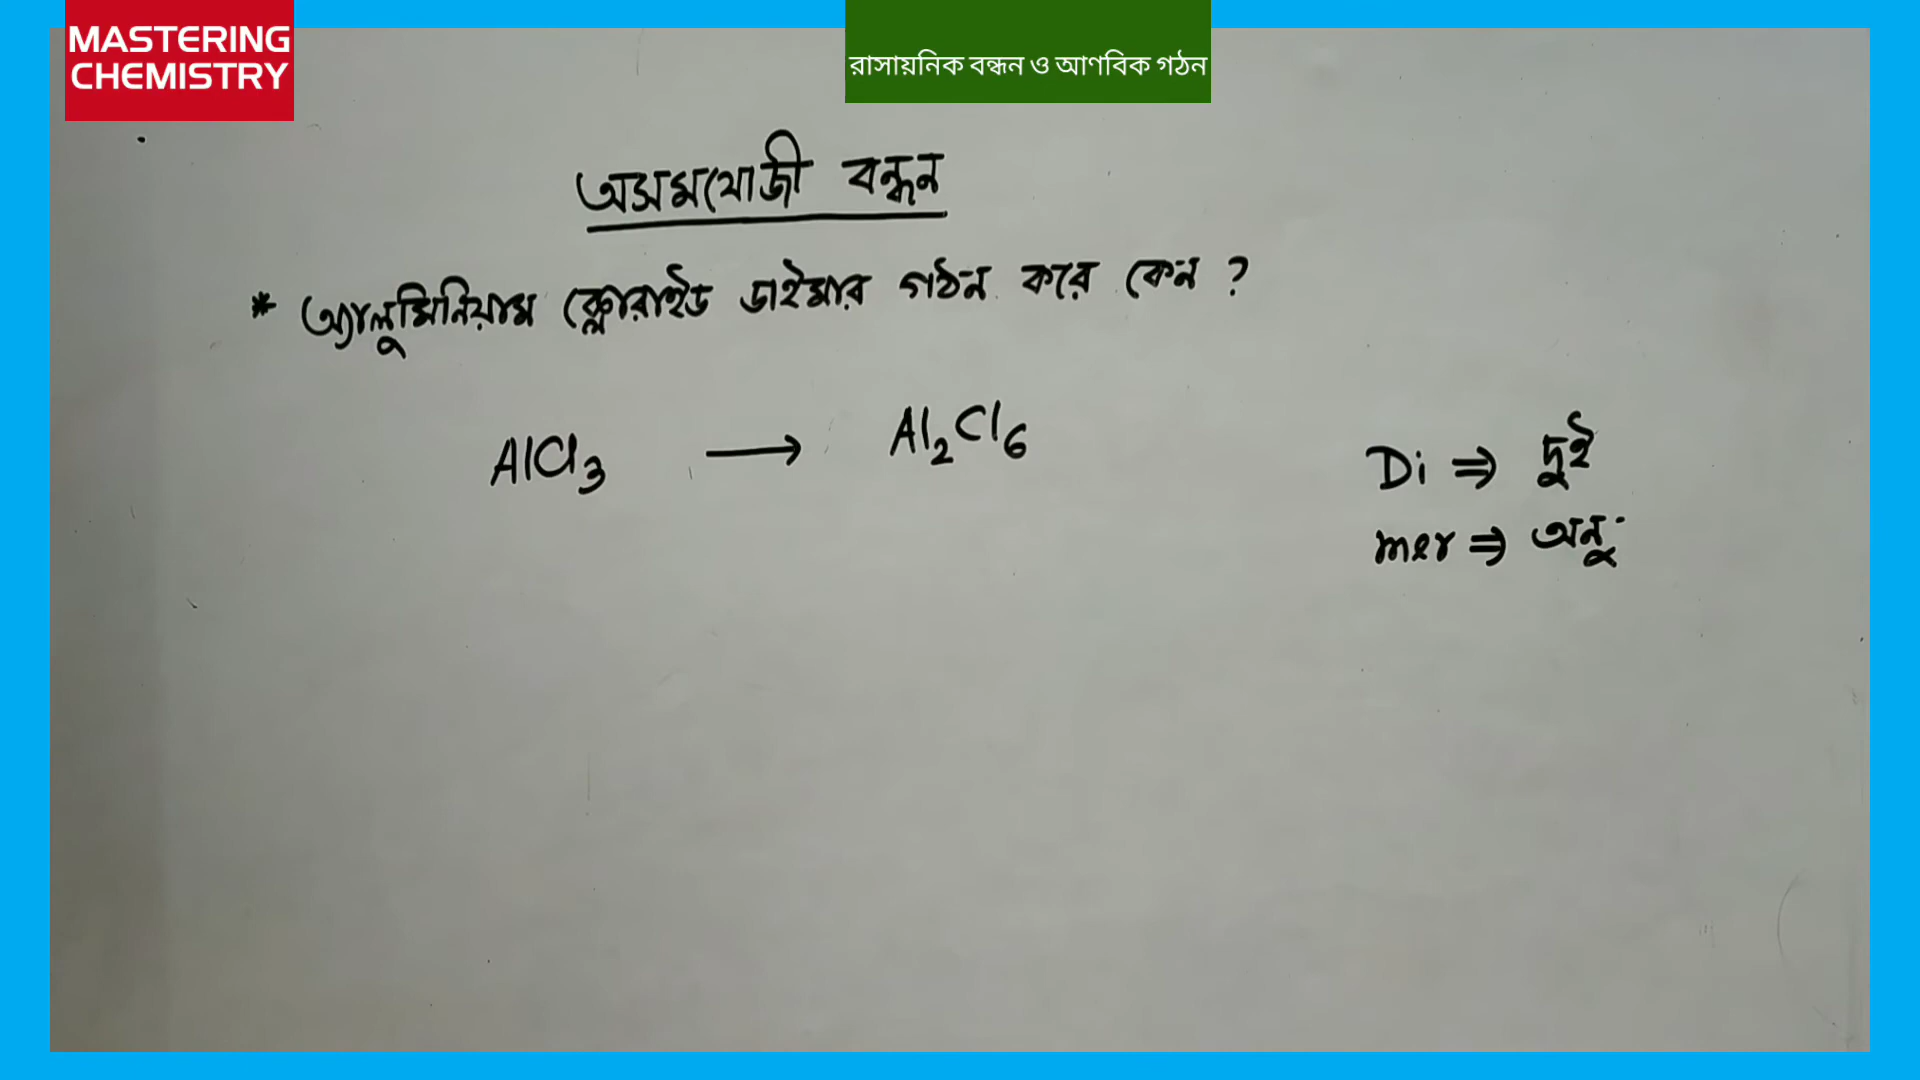 MASTERING
CHEMISTRY
রাসায়নিক বন্ধন ও আণবিক গঠন
অসমযোজী বন্ধন
* অ্যালুমিনিয়াম ক্লোরাইড ডাইমার গঠন করে কেন ?
AlCl₃ ⟶ Al₂Cl₆
Di ⇒ দুই
mer ⇒ অনু